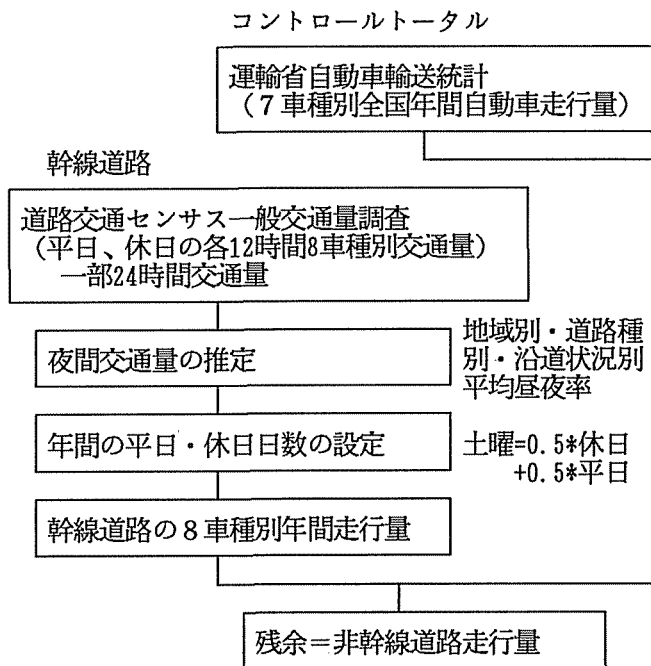 コントロールトータル
運輸省自動車輸送統計
(7車種別全国年間自動車走行量)
幹線道路
道路交通センサス一般交通量調査
(平日、休日の各12時間8車種別交通量)
一部24時間交通量
夜間交通量の推定
地域別・道路種
別・沿道状況別
平均昼夜率
年間の平日・休日日数の設定
土曜=0.5*休日
+0.5*平日
幹線道路の8車種別年間走行量
残余=非幹線道路走行量